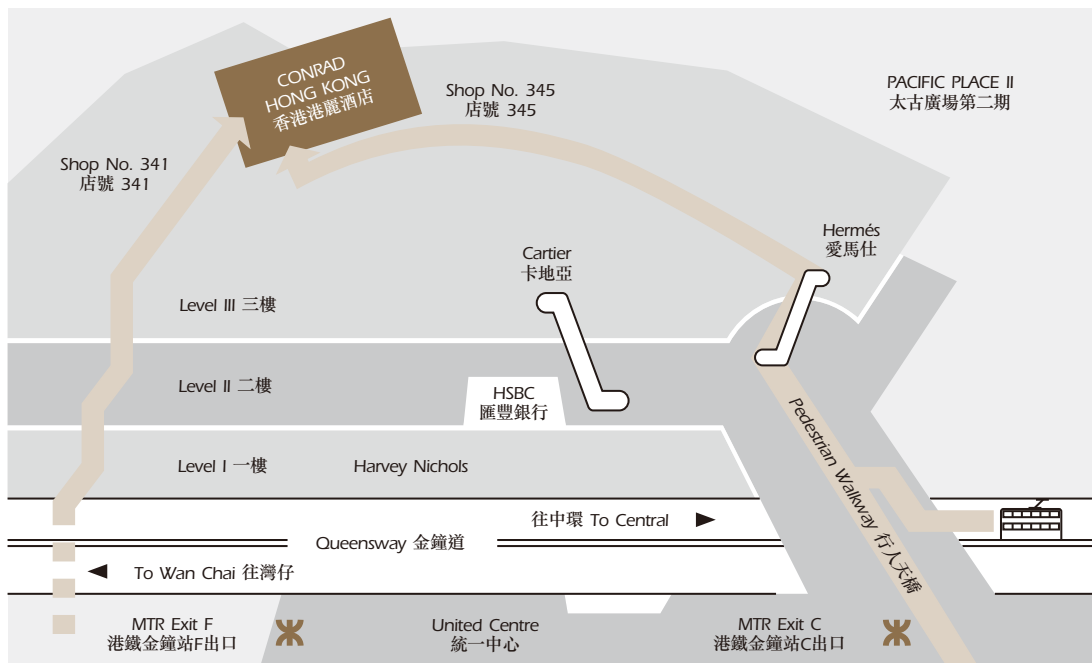 CONRAD
HONG KONG
香港港麗酒店
Shop No. 345
店號 345
PACIFIC PLACE II
太古廣場第二期
Shop No. 341
店號 341
Hermés
愛馬仕
Cartier
卡地亞
Level III 三樓
Level II 二樓
HSBC
匯豐銀行
Pedestrian Walkway 行人天橋
Level I 一樓
Harvey Nichols
往中環 To Central
Queensway 金鐘道
To Wan Chai 往灣仔
MTR Exit F
港鐵金鐘站F出口
United Centre
統一中心
MTR Exit C
港鐵金鐘站C出口